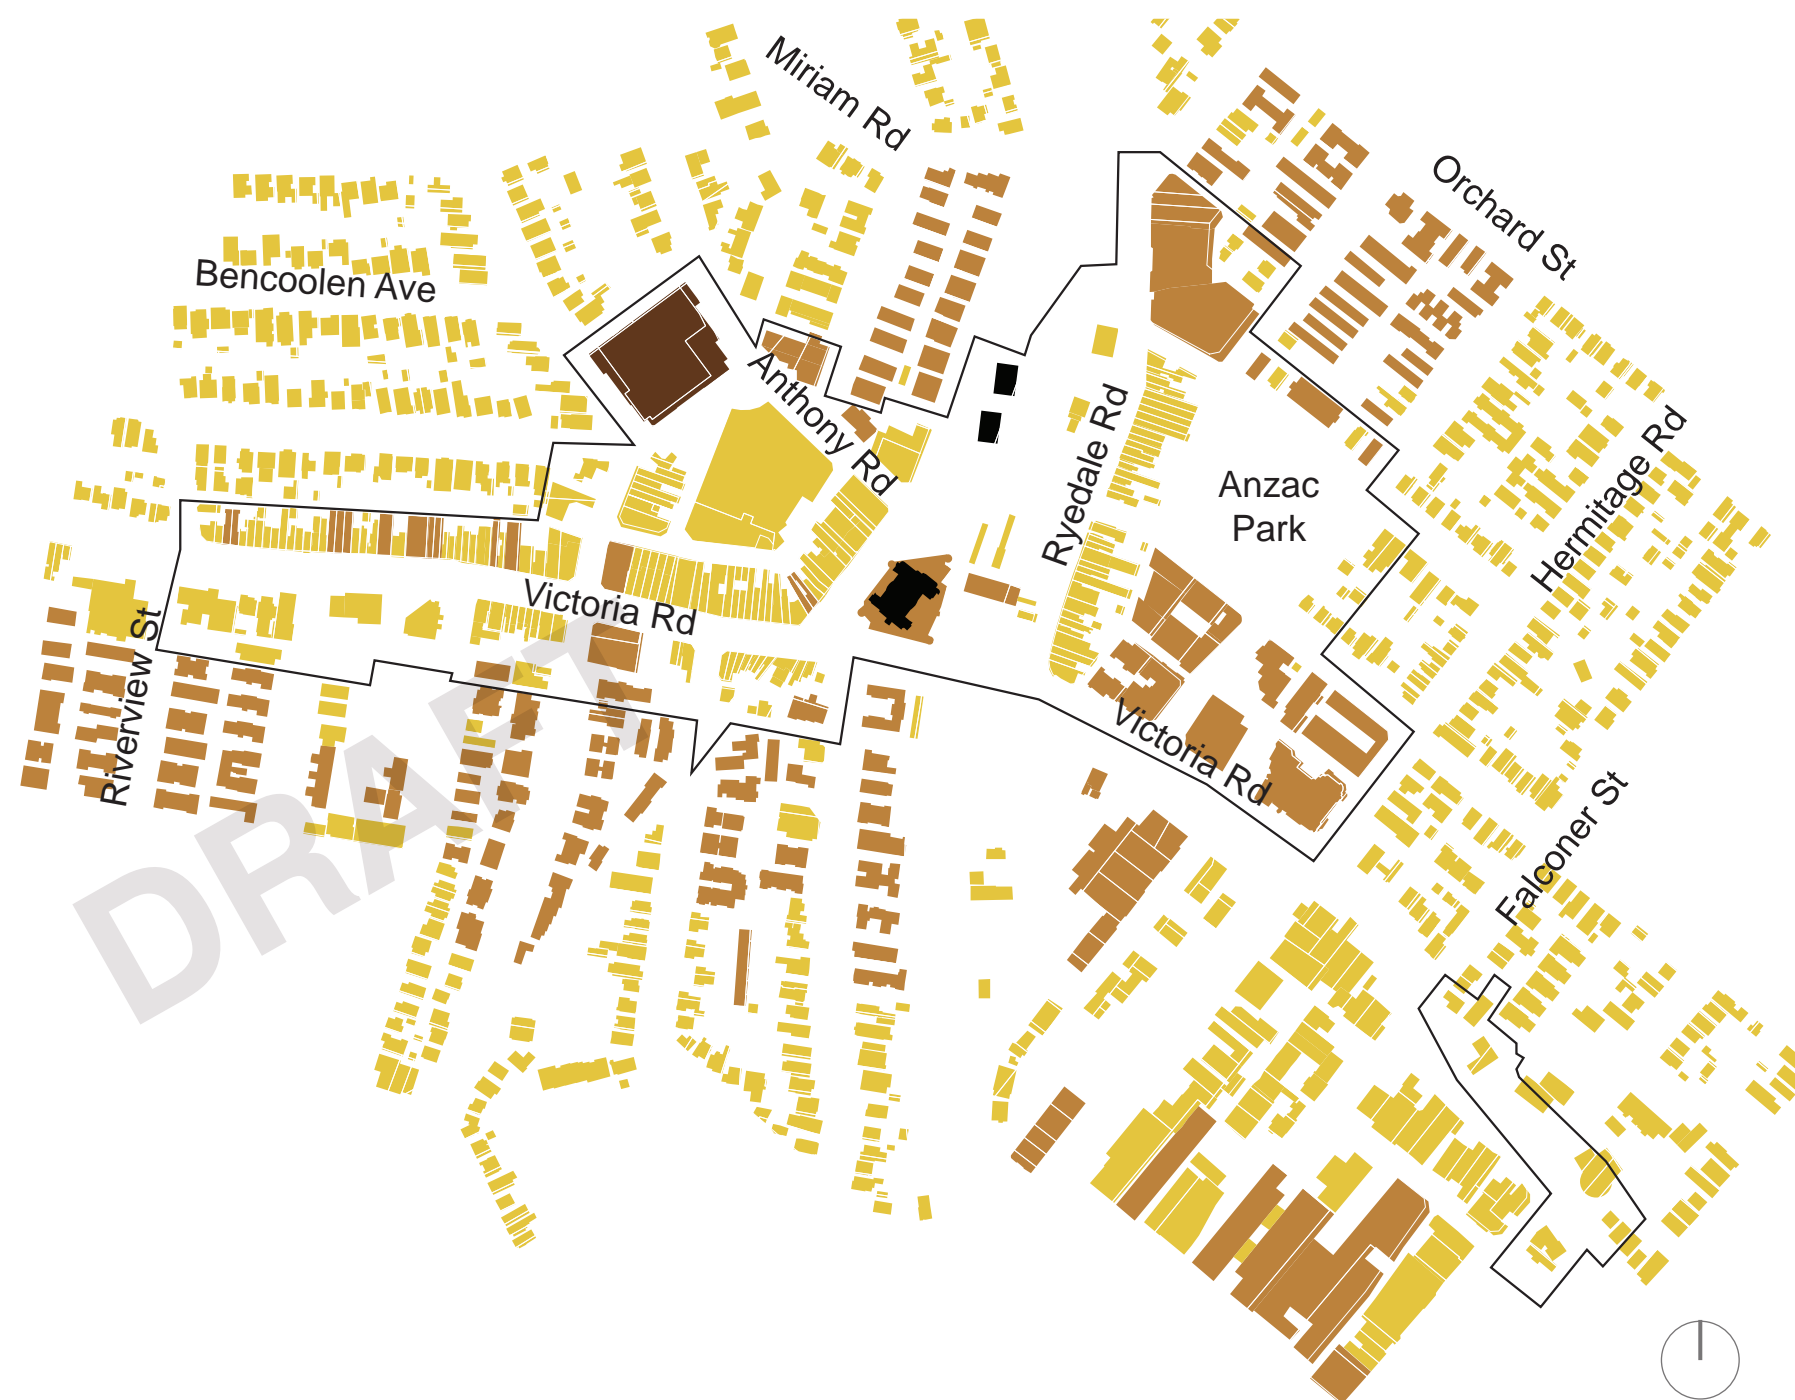 Miriam Rd
Orchard St
Bencoolen Ave
Anthony Rd
Ryedale Rd
Anzac
Park
Hermitage Rd
Victoria Rd
Riverview St
Victoria Rd
Falconer St
DRAFT